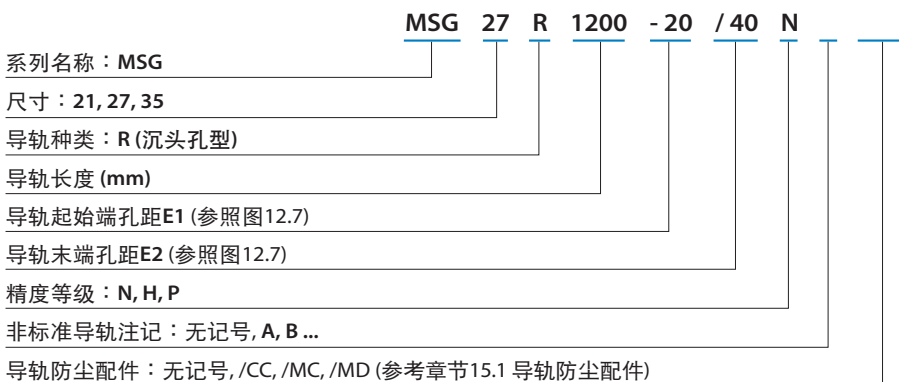 MSG 27 R 1200 - 20 / 40 N
系列名称：MSG
尺寸：21, 27, 35
导轨种类：R (沉头孔型)
导轨长度 (mm)
导轨起始端孔距E1 (参照图12.7)
导轨末端孔距E2 (参照图12.7)
精度等级：N, H, P
非标准导轨注记：无记号, A, B ...
导轨防尘配件：无记号, /CC, /MC, /MD (参考章节15.1 导轨防尘配件)